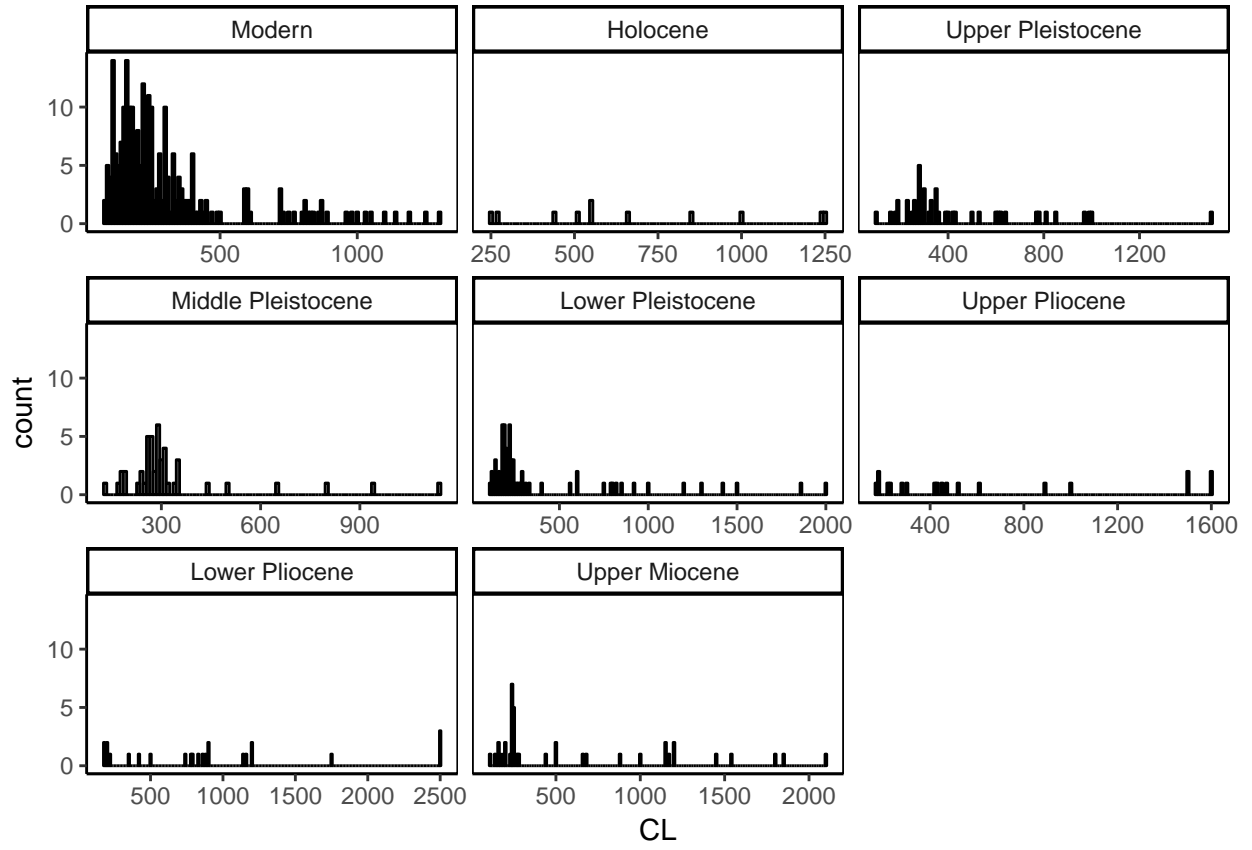 Modern Holocene Upper Pleistocene
10
5
0
500 1000 250 500 750 1000 1250 400 800 1200
Middle Pleistocene Lower Pleistocene Upper Pliocene
10
5
0
300 600 900 500 1000 1500 2000 400 800 1200 1600
Lower Pliocene Upper Miocene
10
5
0
500 1000 1500 2000 2500 500 1000 1500 2000
count
CL